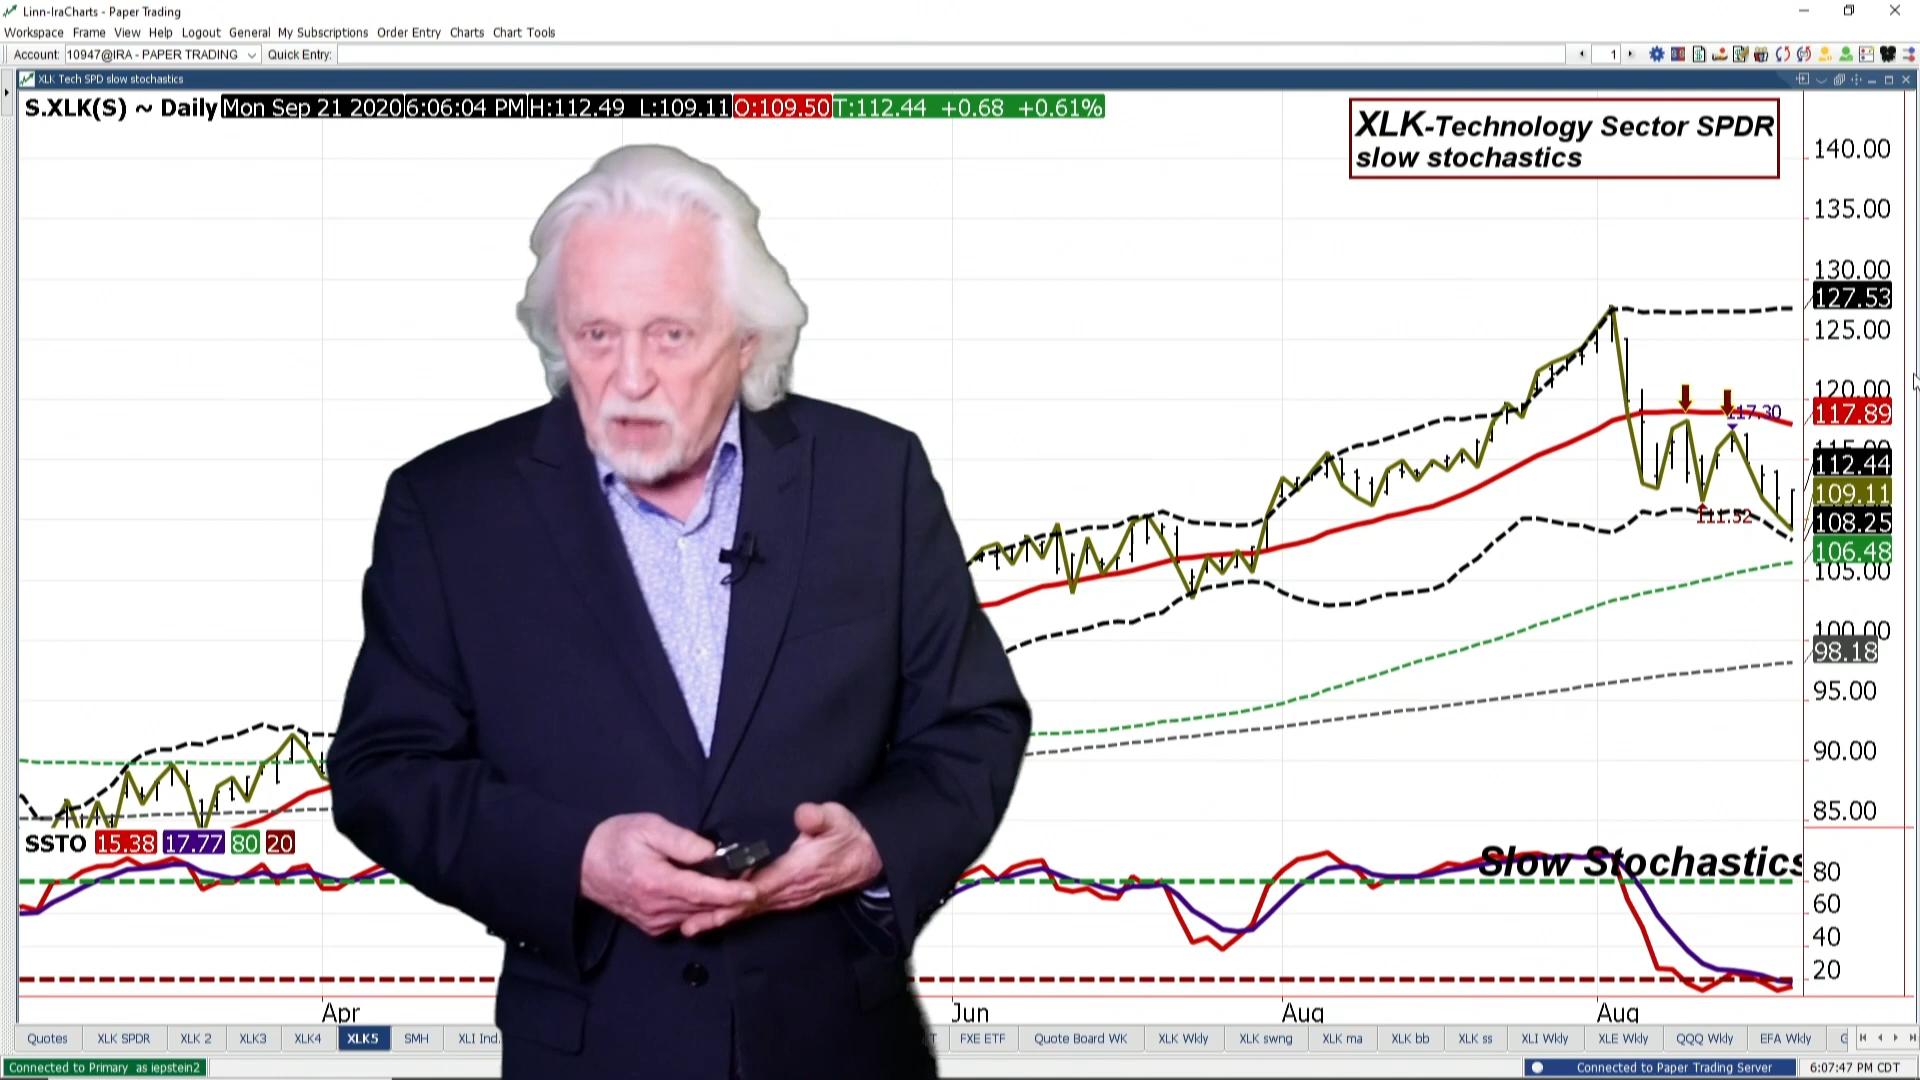 Linn-IraCharts - Paper Trading
Workspace Frame View Help Logout General My Subscriptions Order Entry Charts Chart Tools
Account: 10947@IRA - PAPER TRADING Quick Entry: 1
XLK Tech SPD slow stochastics
S.XLK(S) ~ Daily Mon Sep 21 2020 6:06:04 PM H:112.49 L:109.11 O:109.50 T:112.44 +0.68 +0.61%
XLK-Technology Sector SPDR
slow stochastics
140.00
135.00
130.00
127.53
125.00
120.00
117.30
117.89
115.00
112.44
109.11
111.52
108.25
106.48
105.00
100.00
98.18
95.00
90.00
85.00
SSTO 15.38 17.77 80 20
Slow Stochastics
80
60
40
20
Apr Jun Aug Aug
Quotes XLK SPDR XLK 2 XLK3 XLK4 XLK5 SMH XLI Ind. T FXE ETF Quote Board WK XLK Wkly XLK swng XLK ma XLK bb XLK ss XLI Wkly XLE Wkly QQQ Wkly EFA Wkly
Connected to Primary as iepstein2 Connected to Paper Trading Server 6:07:47 PM CDT